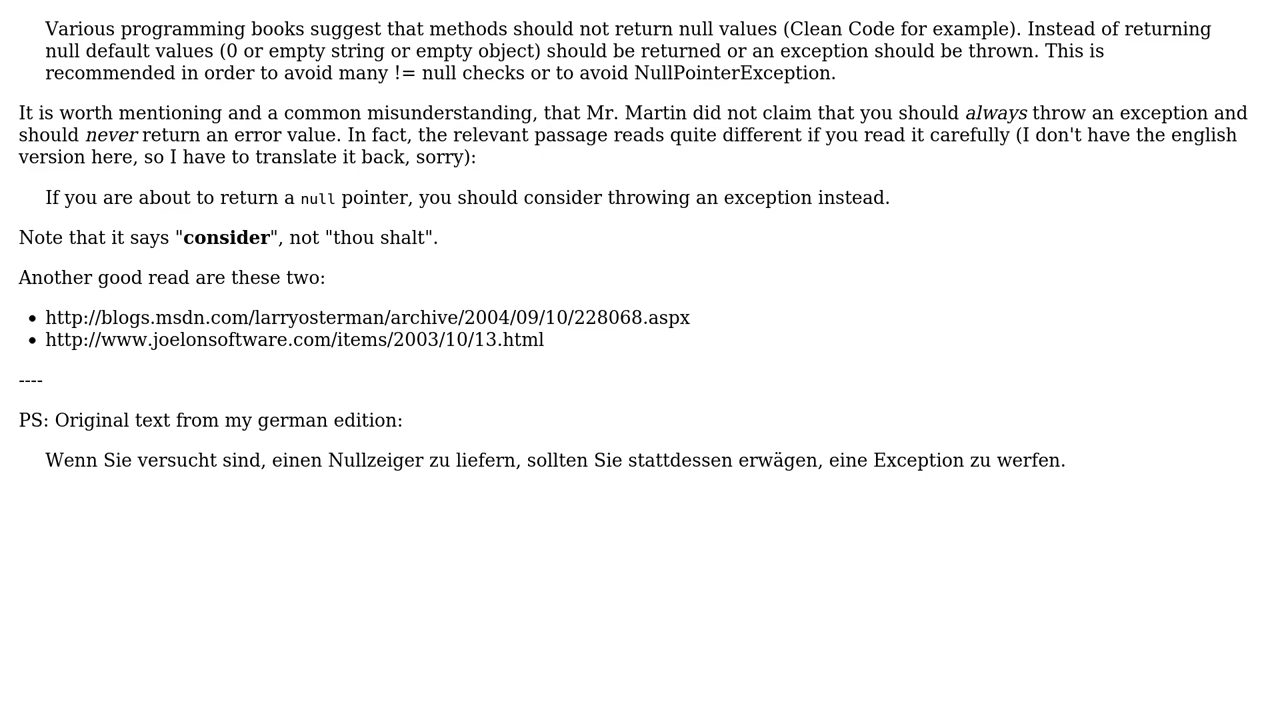 Various programming books suggest that methods should not return null values (Clean Code for example). Instead of returning
null default values (0 or empty string or empty object) should be returned or an exception should be thrown. This is
recommended in order to avoid many != null checks or to avoid NullPointerException.
It is worth mentioning and a common misunderstanding, that Mr. Martin did not claim that you should always throw an exception and
should never return an error value. In fact, the relevant passage reads quite different if you read it carefully (I don't have the english
version here, so I have to translate it back, sorry):
If you are about to return a null pointer, you should consider throwing an exception instead.
Note that it says "consider", not "thou shalt".
Another good read are these two:
• http://blogs.msdn.com/larryosterman/archive/2004/09/10/228068.aspx
• http://www.joelonsoftware.com/items/2003/10/13.html
----
PS: Original text from my german edition:
Wenn Sie versucht sind, einen Nullzeiger zu liefern, sollten Sie stattdessen erwägen, eine Exception zu werfen.